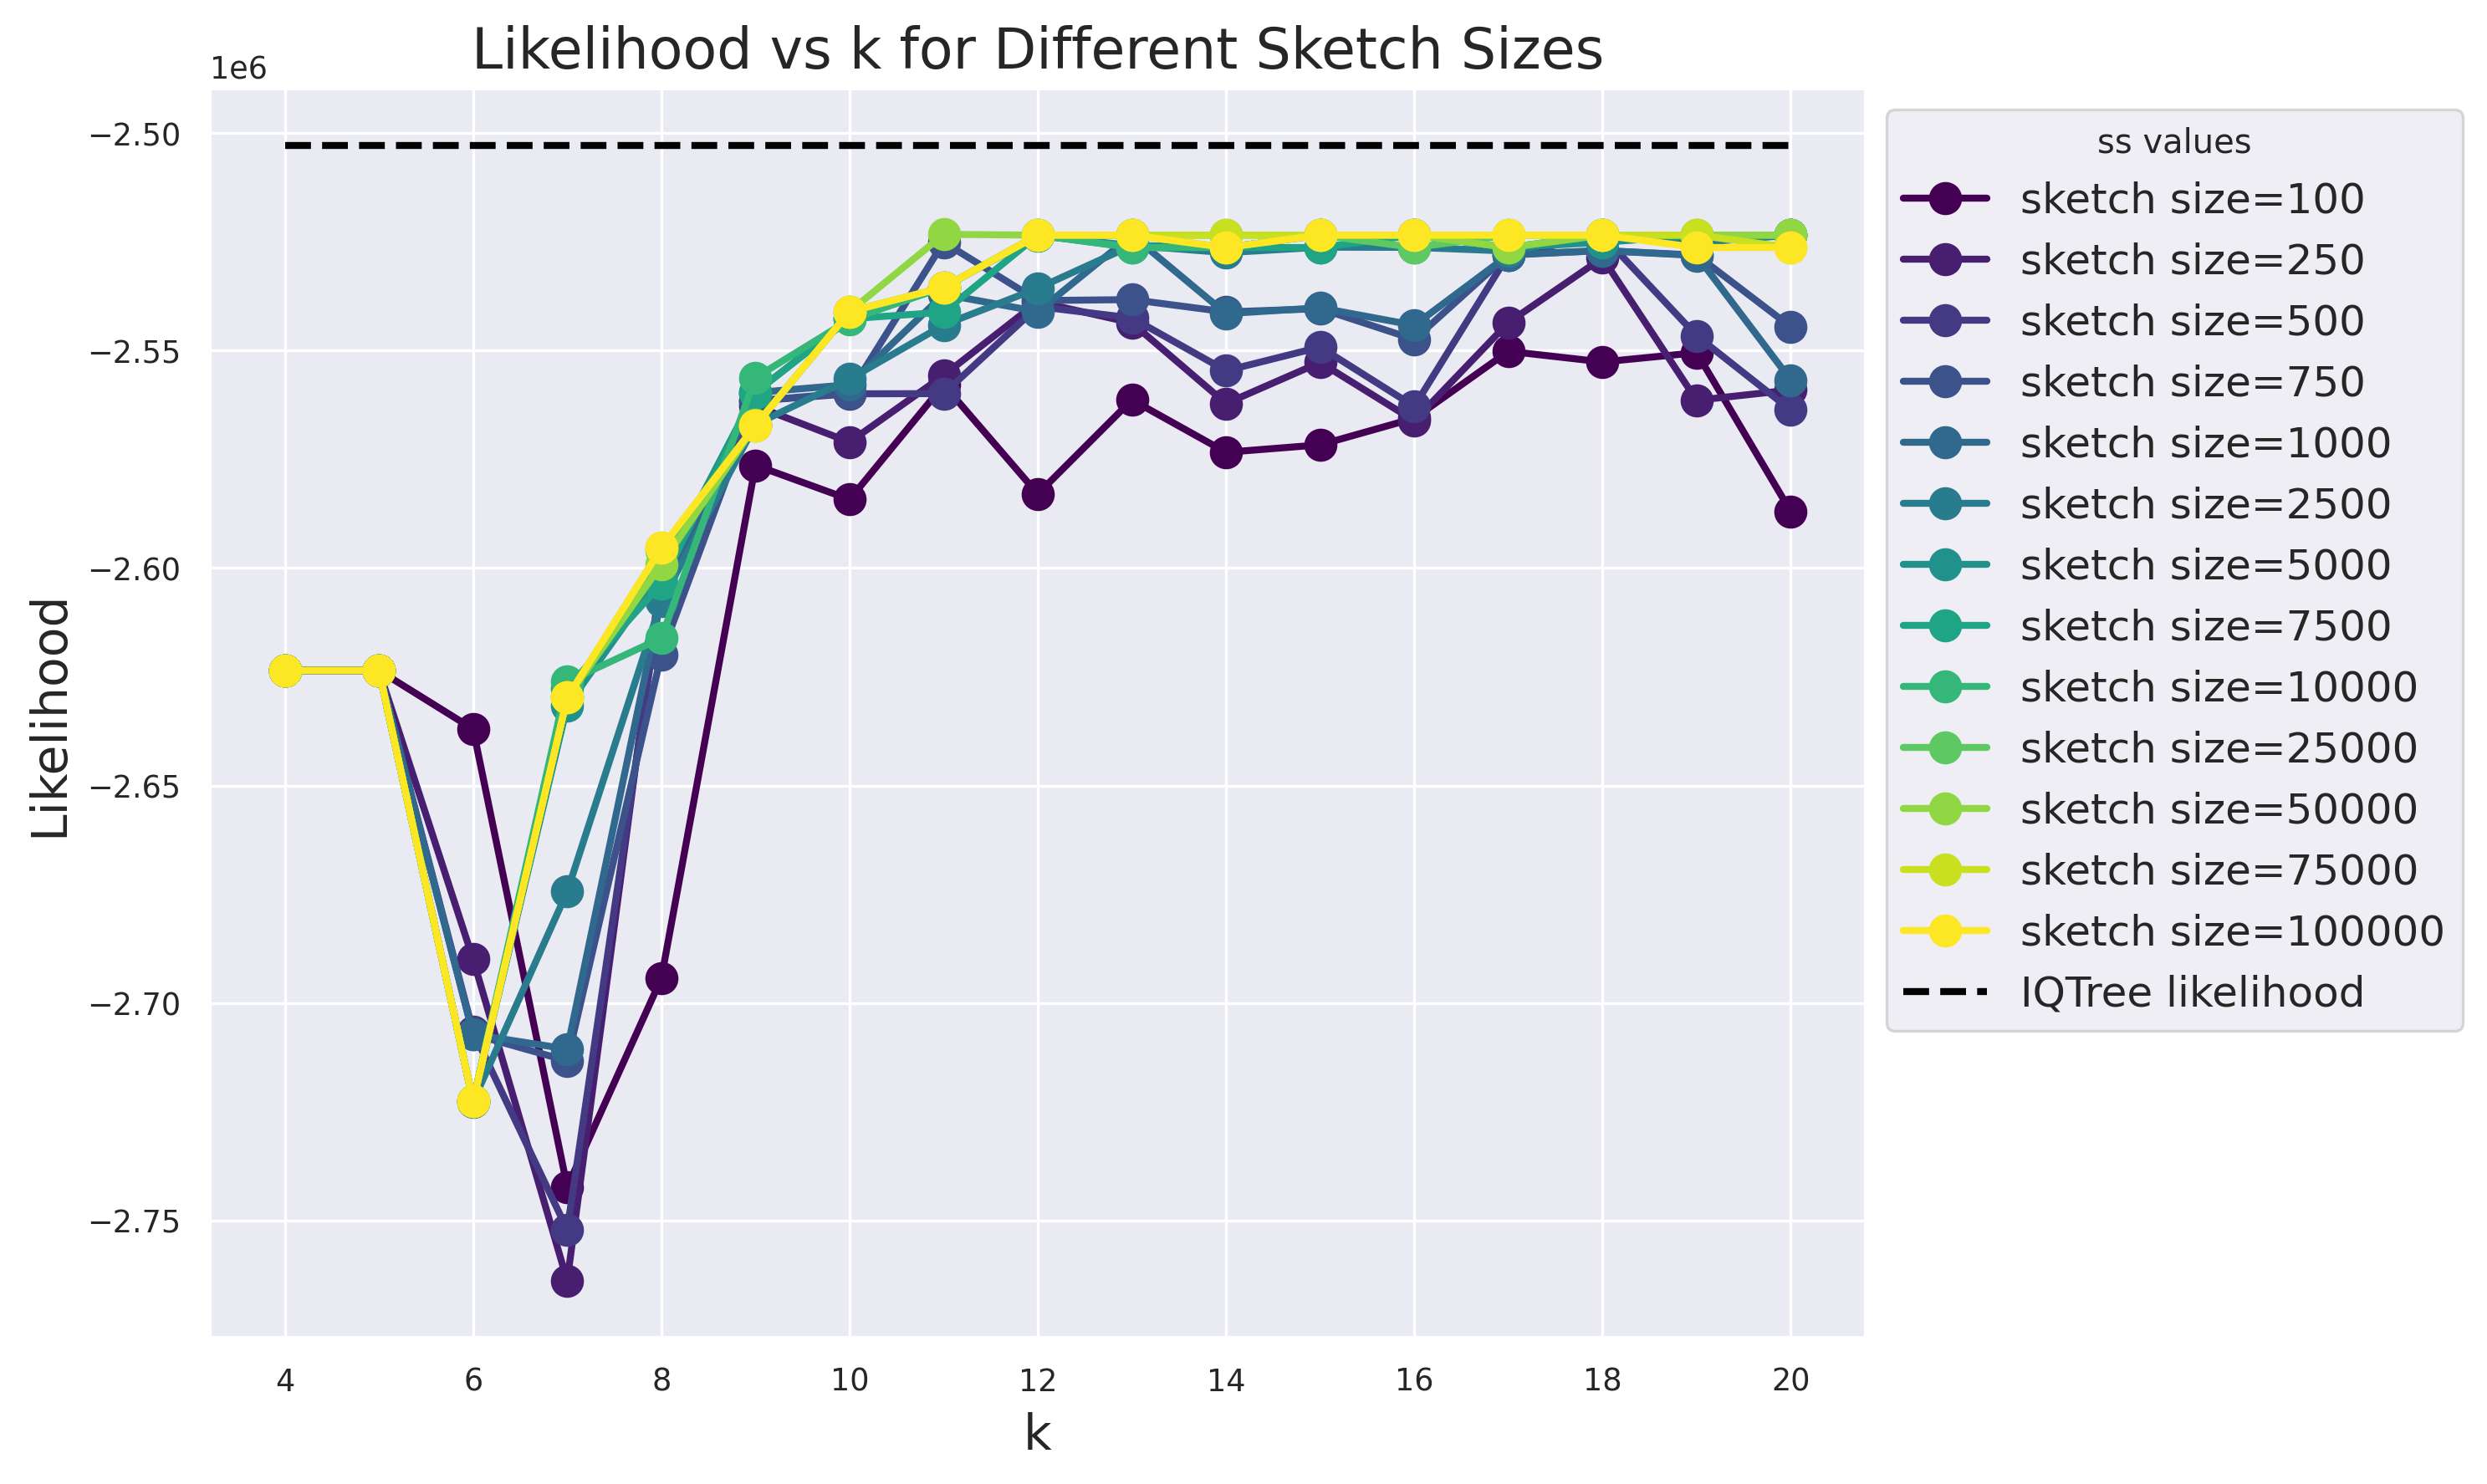 Likelihood vs k for Different Sketch Sizes
1e6
−2.50
−2.55
−2.60
−2.65
−2.70
−2.75
Likelihood
4 6 8 10 12 14 16 18 20
k
ss values
sketch size=100
sketch size=250
sketch size=500
sketch size=750
sketch size=1000
sketch size=2500
sketch size=5000
sketch size=7500
sketch size=10000
sketch size=25000
sketch size=50000
sketch size=75000
sketch size=100000
IQTree likelihood